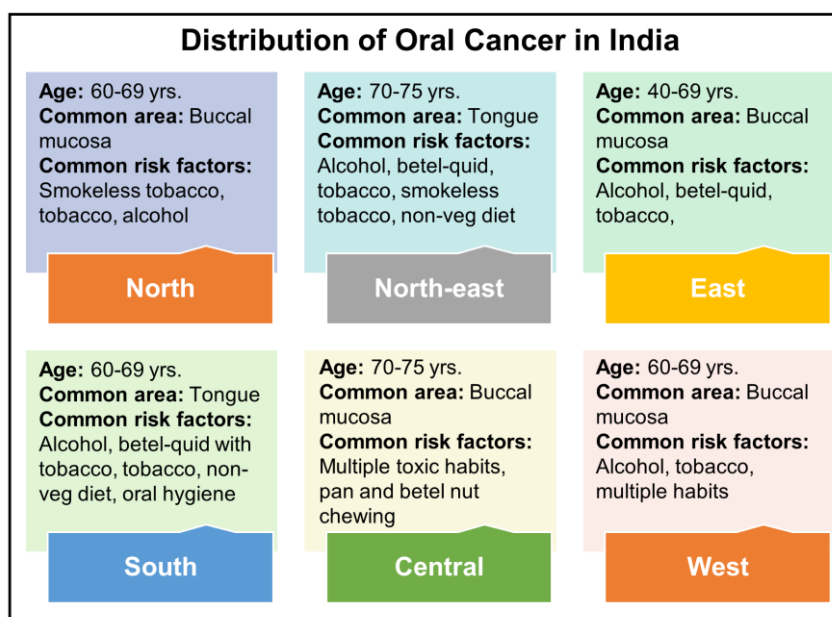 Distribution of Oral Cancer in India
Age: 60-69 yrs.
Common area: Buccal
mucosa
Common risk factors:
Smokeless tobacco,
tobacco, alcohol
North
Age: 70-75 yrs.
Common area: Tongue
Common risk factors:
Alcohol, betel-quid,
tobacco, smokeless
tobacco, non-veg diet
North-east
Age: 40-69 yrs.
Common area: Buccal
mucosa
Common risk factors:
Alcohol, betel-quid,
tobacco,
East
Age: 60-69 yrs.
Common area: Tongue
Common risk factors:
Alcohol, betel-quid with
tobacco, tobacco, non-
veg diet, oral hygiene
South
Age: 70-75 yrs.
Common area: Buccal
mucosa
Common risk factors:
Multiple toxic habits,
pan and betel nut
chewing
Central
Age: 60-69 yrs.
Common area: Buccal
mucosa
Common risk factors:
Alcohol, tobacco,
multiple habits
West